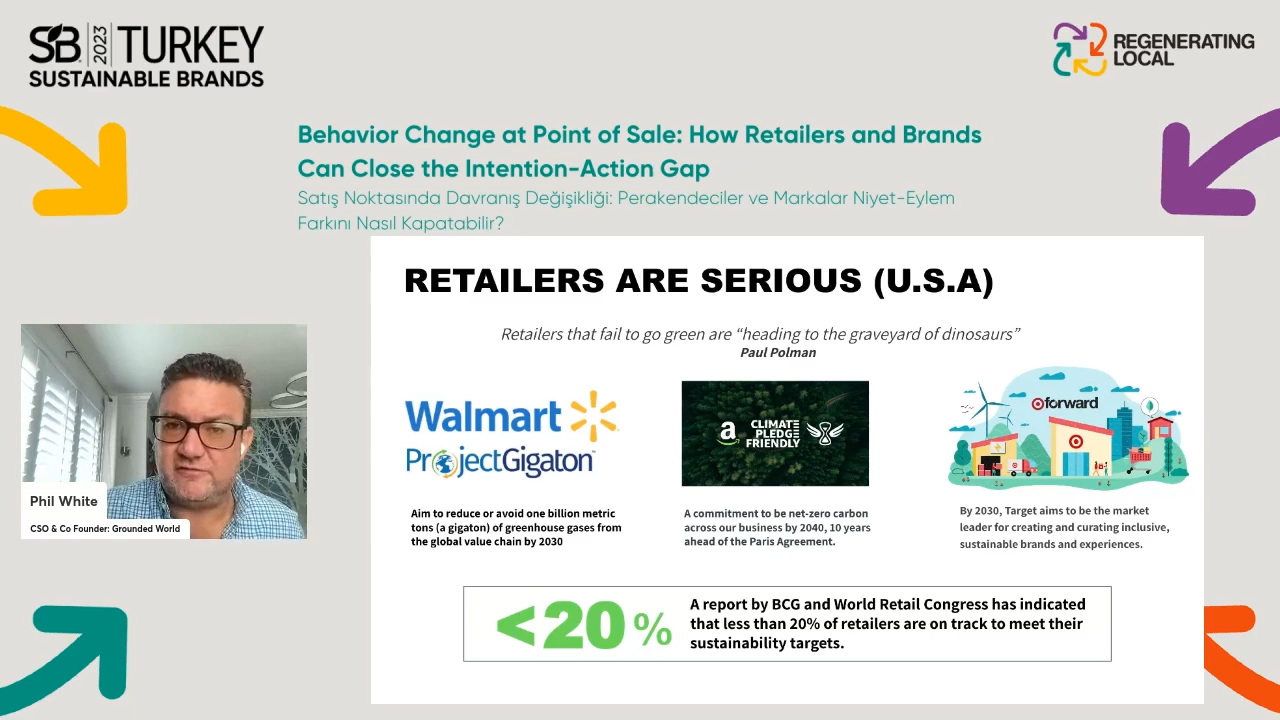 SB 2023 TURKEY
SUSTAINABLE BRANDS
REGENERATING
LOCAL
Behavior Change at Point of Sale: How Retailers and Brands
Can Close the Intention-Action Gap
Satış Noktasında Davranış Değişikliği: Perakendeciler ve Markalar Niyet-Eylem
Farkını Nasıl Kapatabilir?
RETAILERS ARE SERIOUS (U.S.A)
Retailers that fail to go green are “heading to the graveyard of dinosaurs”
Paul Polman
Walmart
ProjectGigaton™
Aim to reduce or avoid one billion metric
tons (a gigaton) of greenhouse gases from
the global value chain by 2030
a
CLIMATE
PLEDGE
FRIENDLY
A commitment to be net-zero carbon
across our business by 2040, 10 years
ahead of the Paris Agreement.
forward
By 2030, Target aims to be the market
leader for creating and curating inclusive,
sustainable brands and experiences.
<20%
A report by BCG and World Retail Congress has indicated
that less than 20% of retailers are on track to meet their
sustainability targets.
Phil White
CSO & Co Founder: Grounded World